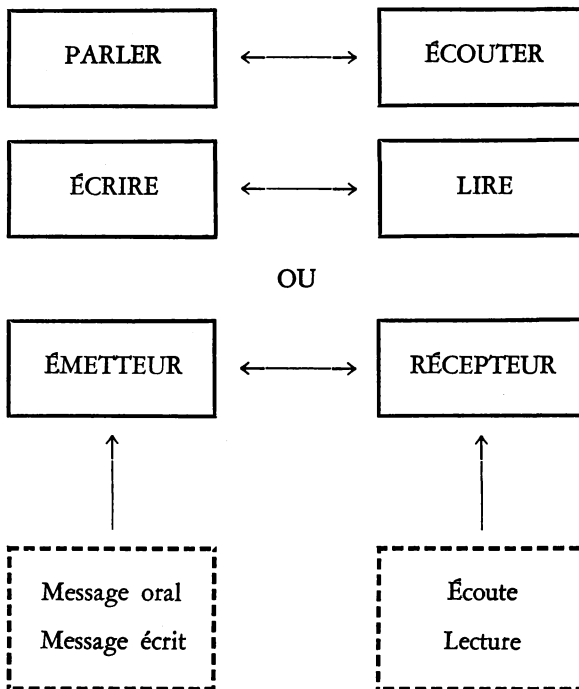 PARLER ÉCOUTER
ÉCRIRE LIRE
OU
ÉMETTEUR RÉCEPTEUR
Message oral Écoute
Message écrit Lecture